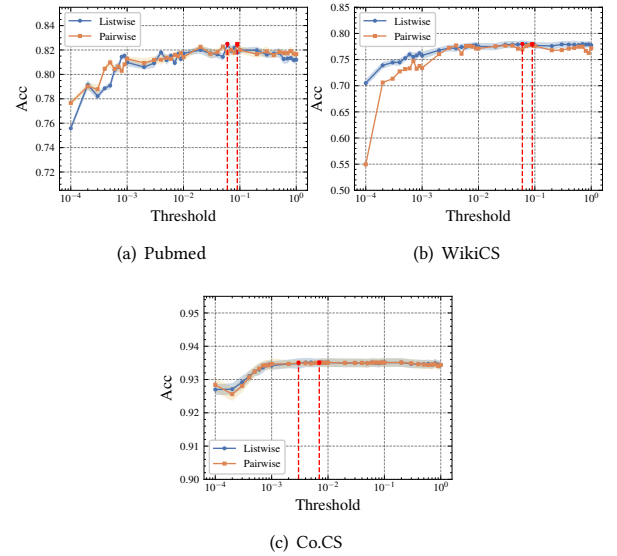 Listwise
Pairwise
Acc
0.82
0.80
0.78
0.76
0.74
0.72
10⁻⁴ 10⁻³ 10⁻² 10⁻¹ 10⁰
Threshold
(a) Pubmed
Listwise
Pairwise
Acc
0.85
0.80
0.75
0.70
0.65
0.60
0.55
0.50
10⁻⁴ 10⁻³ 10⁻² 10⁻¹ 10⁰
Threshold
(b) WikiCS
Acc
0.95
0.94
0.93
0.92
0.91
0.90
Listwise
Pairwise
10⁻⁴ 10⁻³ 10⁻² 10⁻¹ 10⁰
Threshold
(c) Co.CS